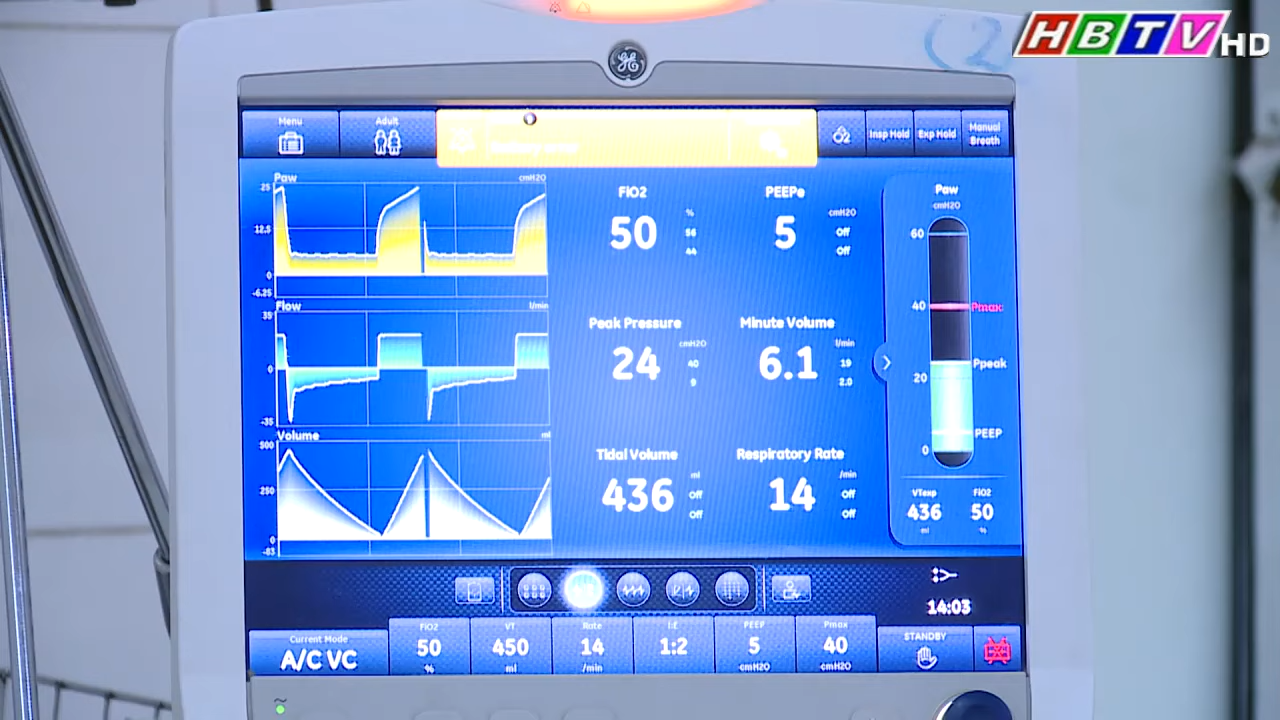 HBTV HD
C2
GE
Menu
Adult
O2
Insp Hold
Exp Hold
Manual
Breath
Paw
cmH2O
25
12.5
0
-6.25
Flow
l/min
35
0
-35
Volume
ml
500
250
0
-83
FiO2
50
%
56
44
PEEPe
5
cmH2O
Off
Off
Peak Pressure
24
cmH2O
40
9
Minute Volume
6.1
l/min
19
2.0
Tidal Volume
436
ml
Off
Off
Respiratory Rate
14
/min
Off
Off
Paw
cmH2O
60
40
Pmax
Ppeak
20
PEEP
0
VTexp
436
ml
FiO2
50
%
14:03
Current Mode
A/C VC
FiO2
50
%
VT
450
ml
Rate
14
/min
I:E
1:2
PEEP
5
cmH2O
Pmax
40
cmH2O
STANDBY